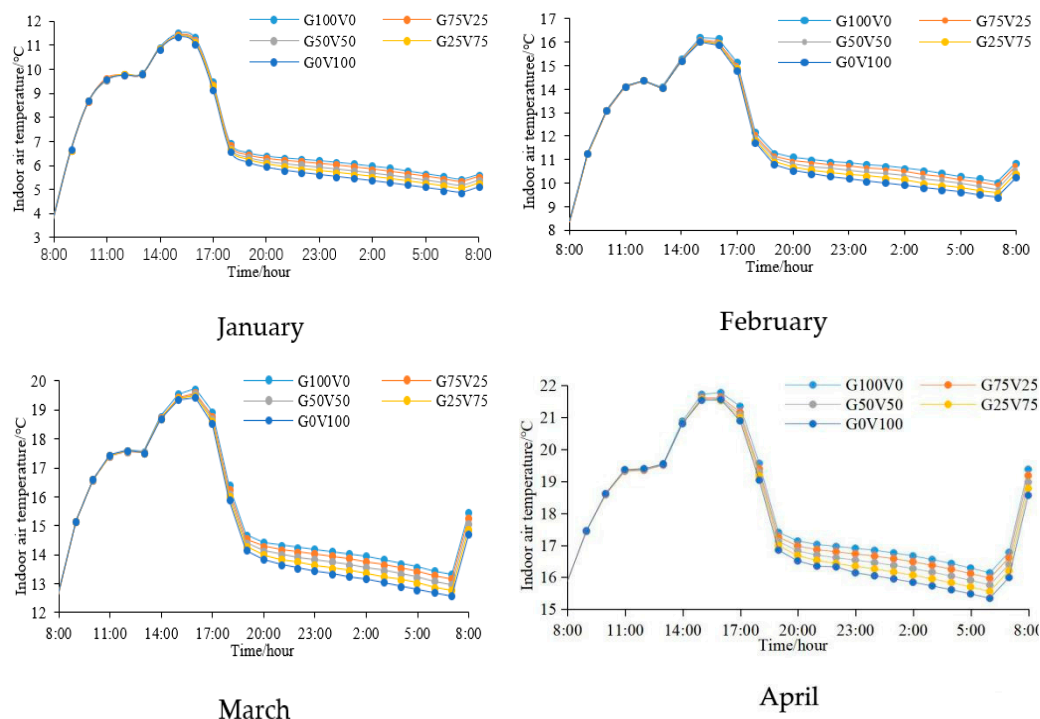 12
11
10
9
8
7
6
5
4
3
Indoor air temperature/°C
G100V0 G75V25
G50V50 G25V75
G0V100
8:00 11:00 14:00 17:00 20:00 23:00 2:00 5:00 8:00
Time/hour
January
17
16
15
14
13
12
11
10
9
8
Indoor air temperaturee/°C
G100V0 G75V25
G50V50 G25V75
G0V100
8:00 11:00 14:00 17:00 20:00 23:00 2:00 5:00 8:00
Time/hour
February
20
19
18
17
16
15
14
13
12
Indoor air temperature/°C
G100V0 G75V25
G50V50 G25V75
G0V100
8:00 11:00 14:00 17:00 20:00 23:00 2:00 5:00 8:00
Time/hour
March
22
21
20
19
18
17
16
15
Indoor air temperature/°C
G100V0 G75V25
G50V50 G25V75
G0V100
8:00 11:00 14:00 17:00 20:00 23:00 2:00 5:00 8:00
Time/hour
April